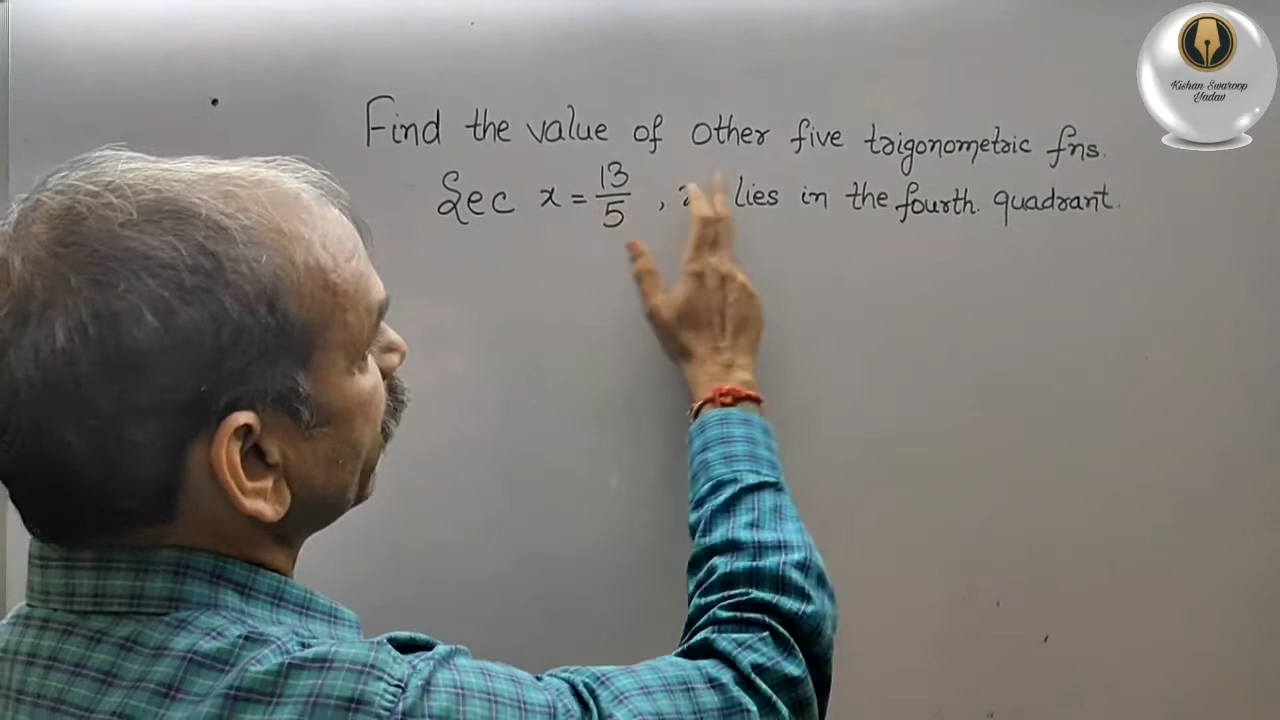 Find the value of other five trigonometric fns.
Sec x = 13/5 , x lies in the fourth. quadrant.
Kishan Swaroop
Yadav